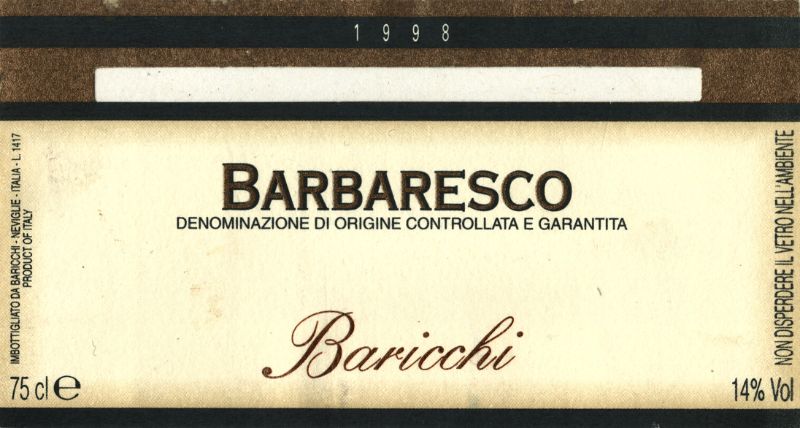 1998
BARBARESCO
DENOMINAZIONE DI ORIGINE CONTROLLATA E GARANTITA
Baricchi
IMBOTTIGLIATO DA BARICCHI - NEVIGLIE - ITALIA - L. 1417
PRODUCT OF ITALY
75 cl e
NON DISPERDERE IL VETRO NELL'AMBIENTE
14% Vol